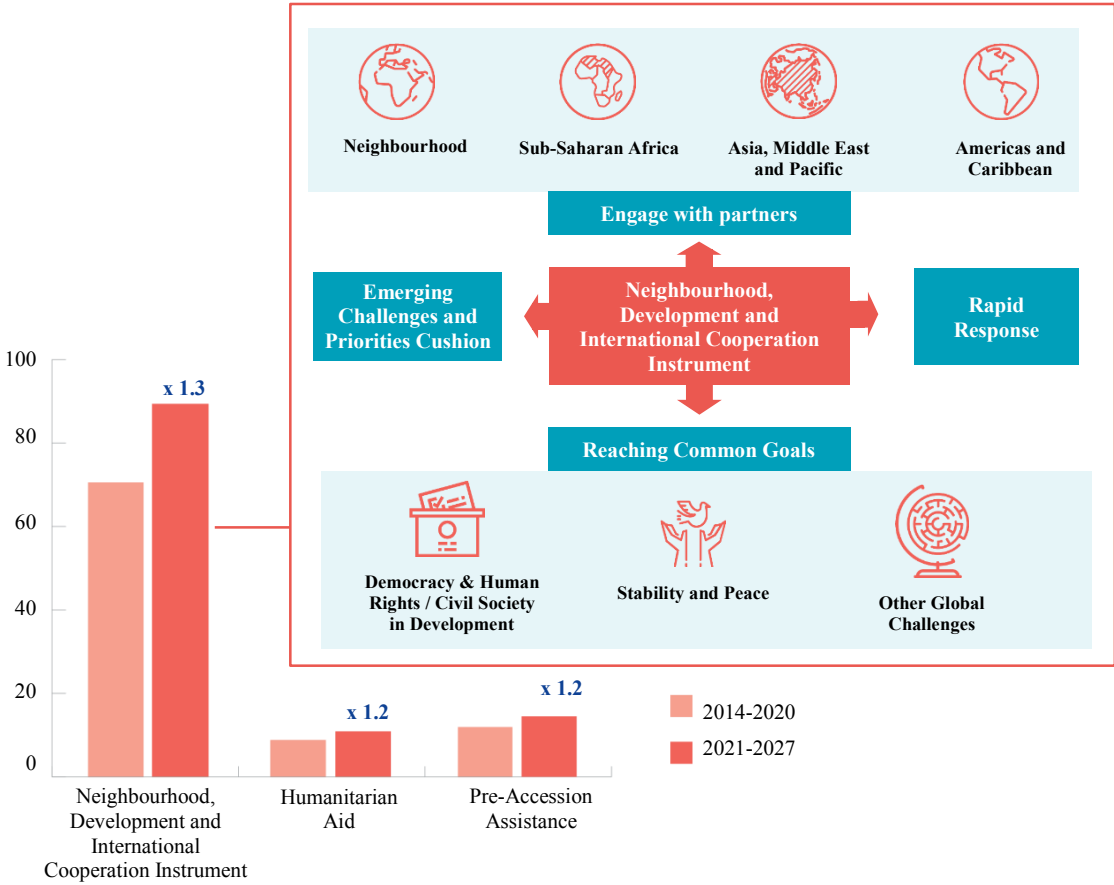 Neighbourhood
Sub-Saharan Africa
Asia, Middle East
and Pacific
Americas and
Caribbean
Engage with partners
Emerging
Challenges and
Priorities Cushion
Neighbourhood,
Development and
International Cooperation
Instrument
Rapid
Response
Reaching Common Goals
Democracy & Human
Rights / Civil Society
in Development
Stability and Peace
Other Global
Challenges
100
80
60
40
20
0
x 1.3
x 1.2
x 1.2
2014-2020
2021-2027
Neighbourhood,
Development and
International
Cooperation Instrument
Humanitarian
Aid
Pre-Accession
Assistance